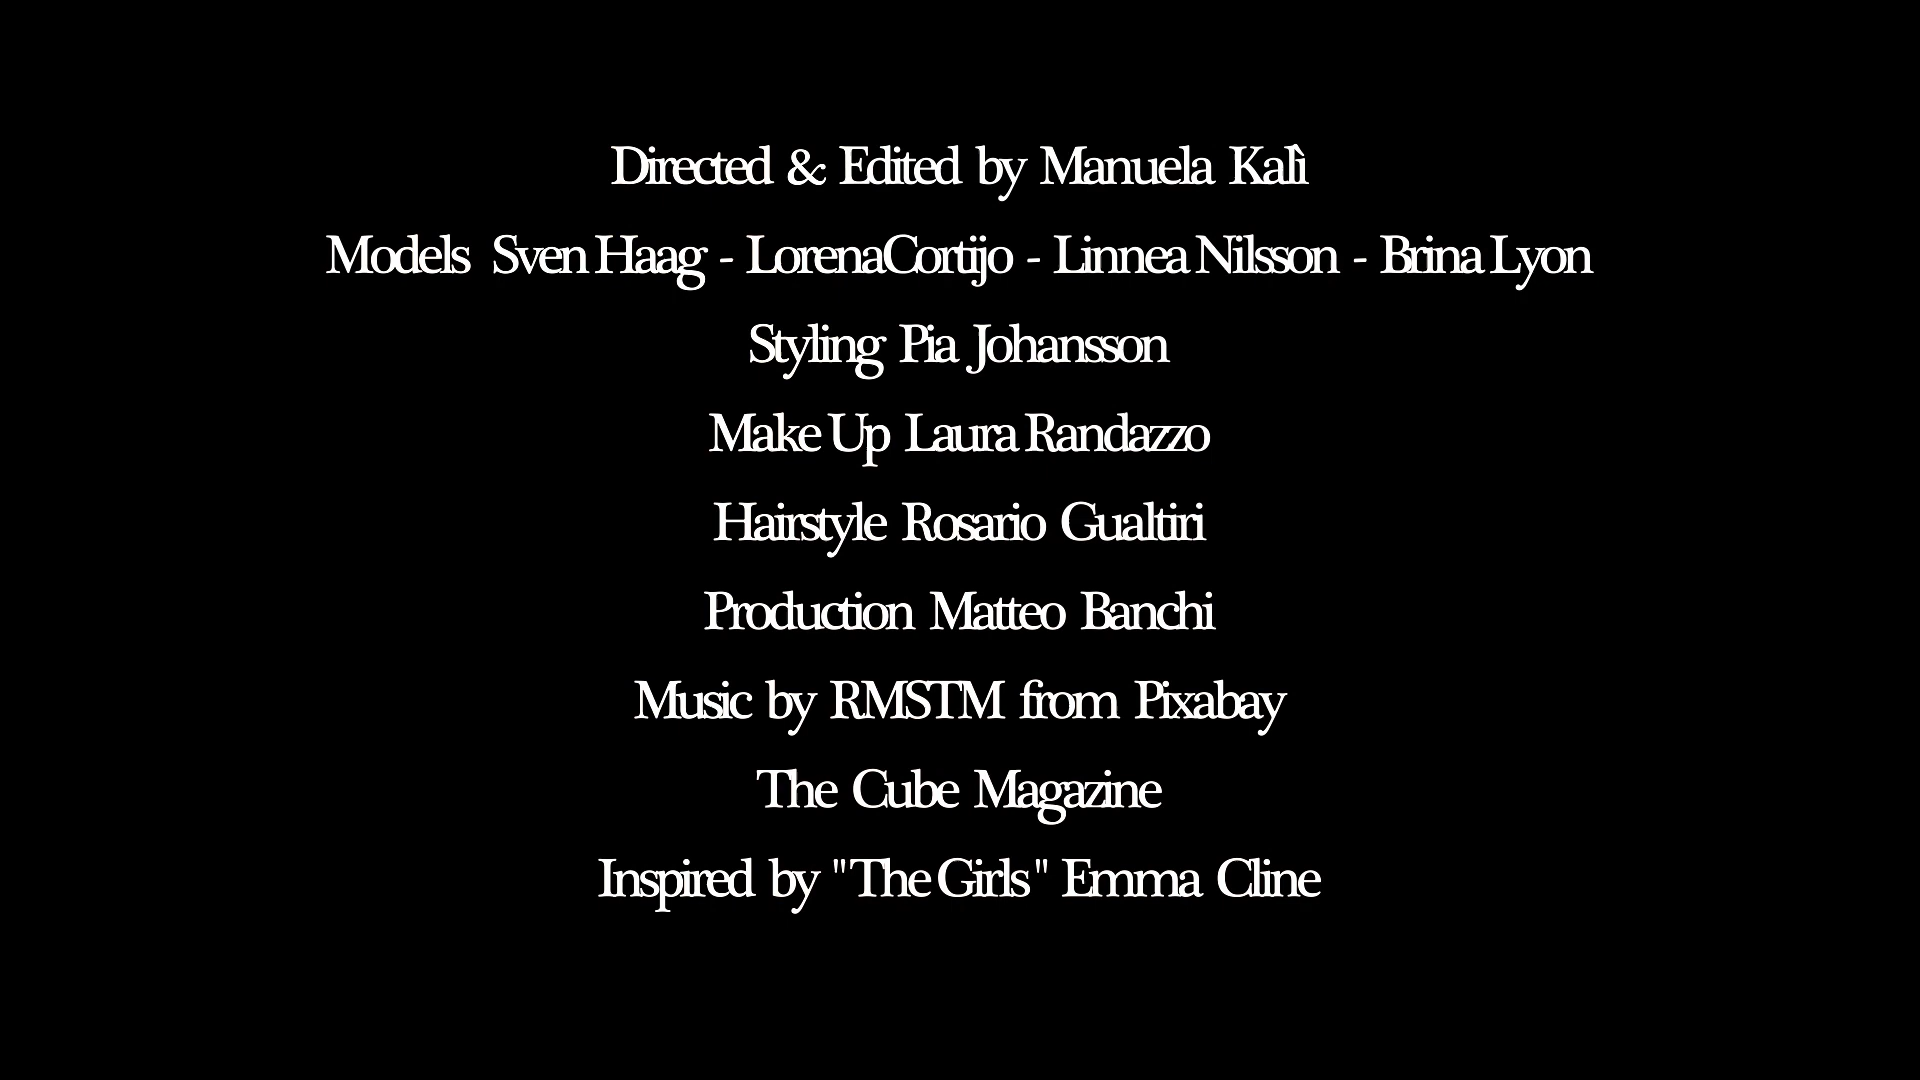 Directed & Edited by Manuela Kalì
Models Sven Haag - Lorena Cortijo - Linnea Nilsson - Brina Lyon
Styling Pia Johansson
Make Up Laura Randazzo
Hairstyle Rosario Gualtiri
Production Matteo Banchi
Music by RMSTM from Pixabay
The Cube Magazine
Inspired by "The Girls" Emma Cline